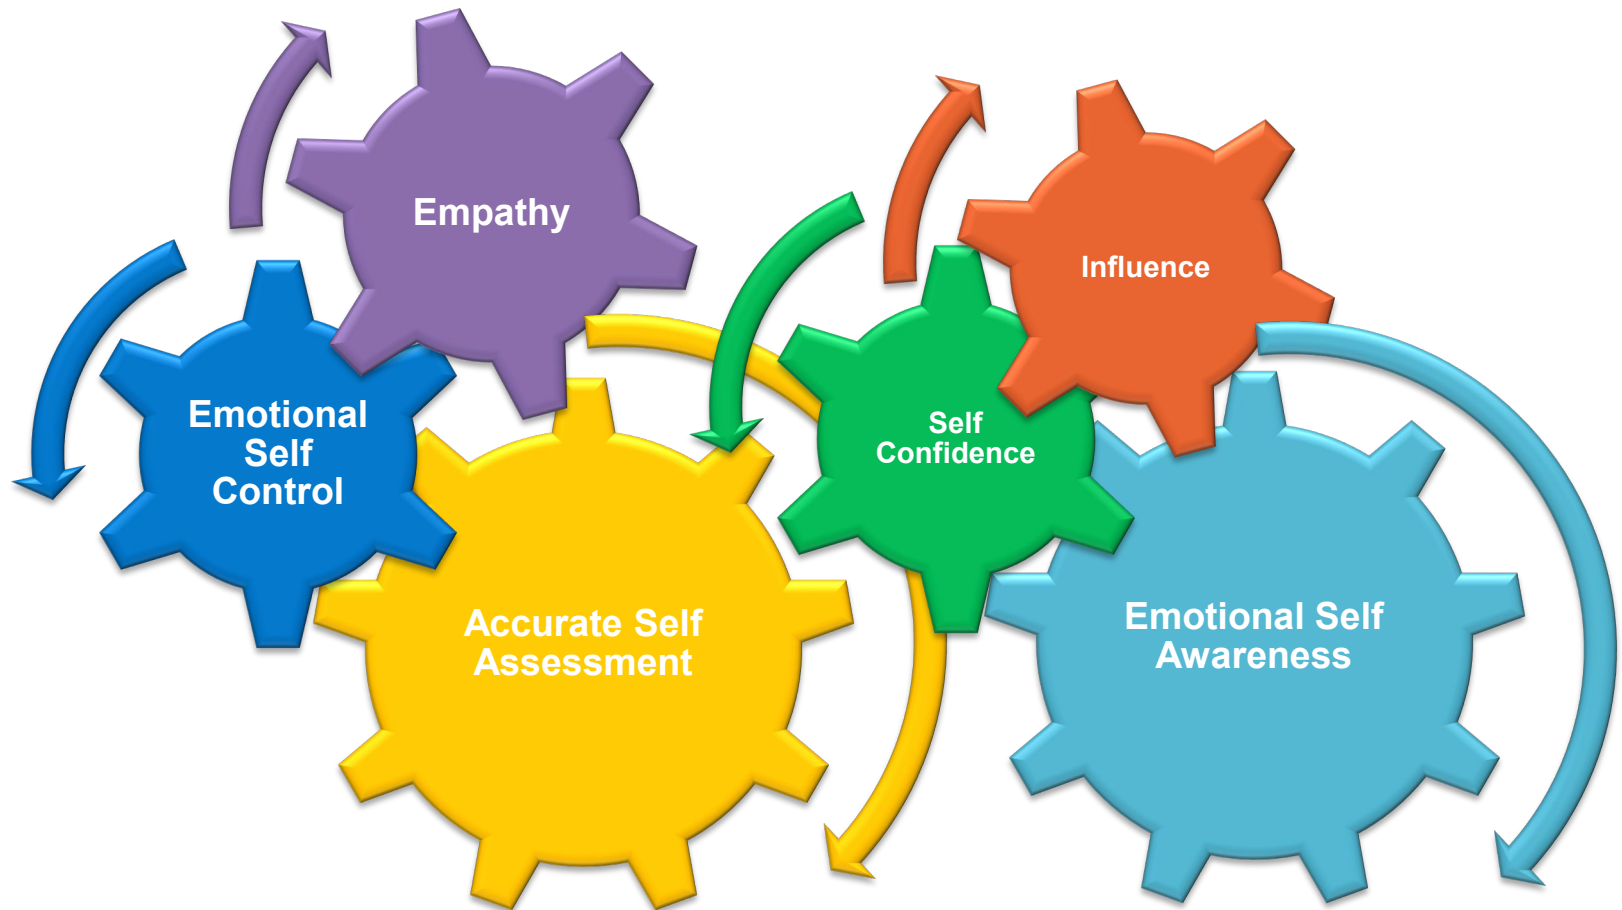 Empathy
Influence
Emotional
Self
Control
Self
Confidence
Accurate Self
Assessment
Emotional Self
Awareness